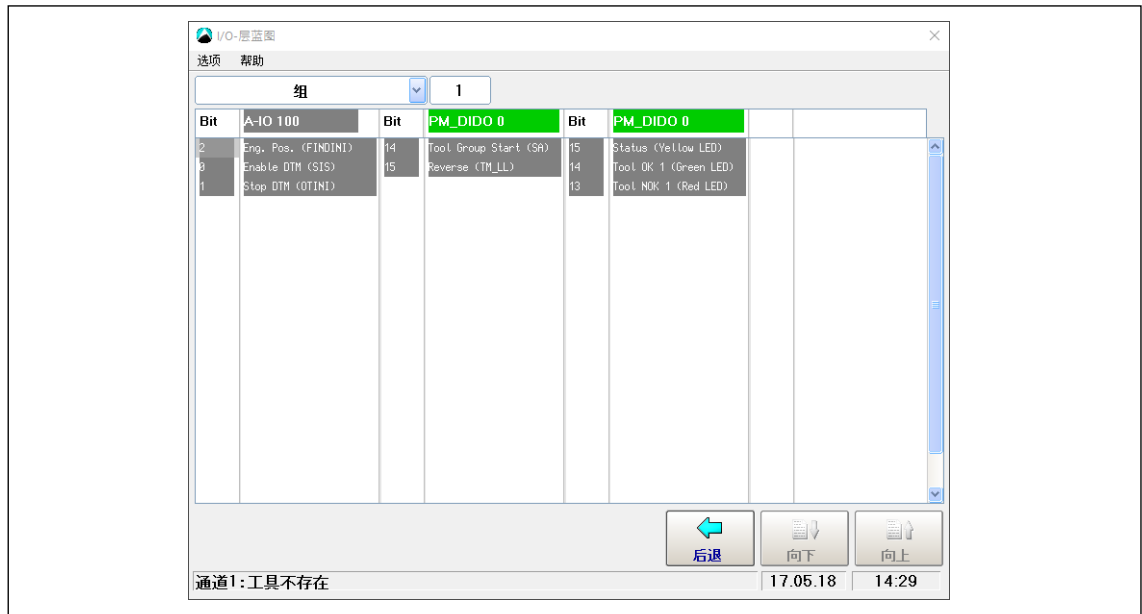 I/O-层蓝图
选项 帮助
组 1
Bit A-IO 100 Bit PM_DIDO 0 Bit PM_DIDO 0
2 Eng. Pos. (FINDINI) 14 Tool Group Start (SA) 15 Status (Yellow LED)
0 Enable DTM (SIS) 15 Reverse (TM_LL) 14 Tool OK 1 (Green LED)
1 Stop DTM (OTINI) 13 Tool NOK 1 (Red LED)
后退 向下 向上
通道1:工具不存在 17.05.18 14:29